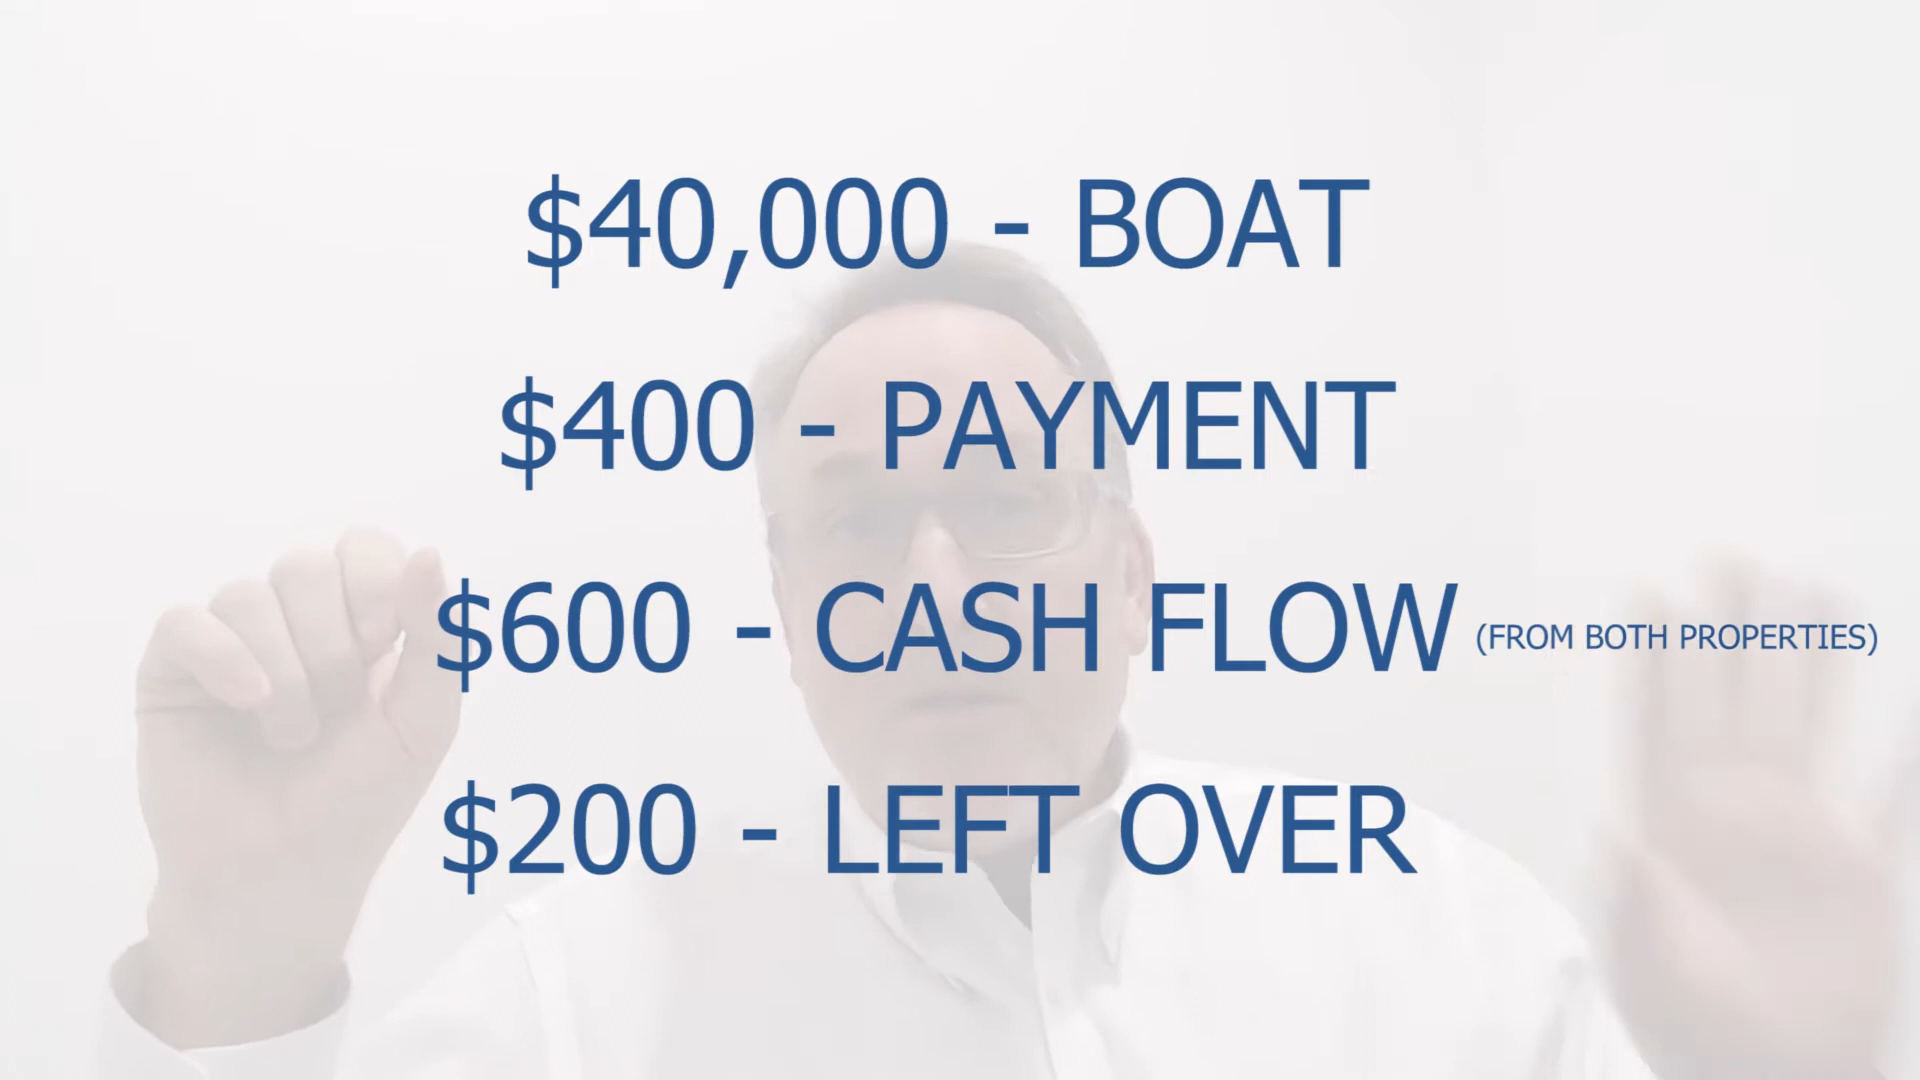 $40,000 - BOAT
$400 - PAYMENT
$600 - CASH FLOW (FROM BOTH PROPERTIES)
$200 - LEFT OVER